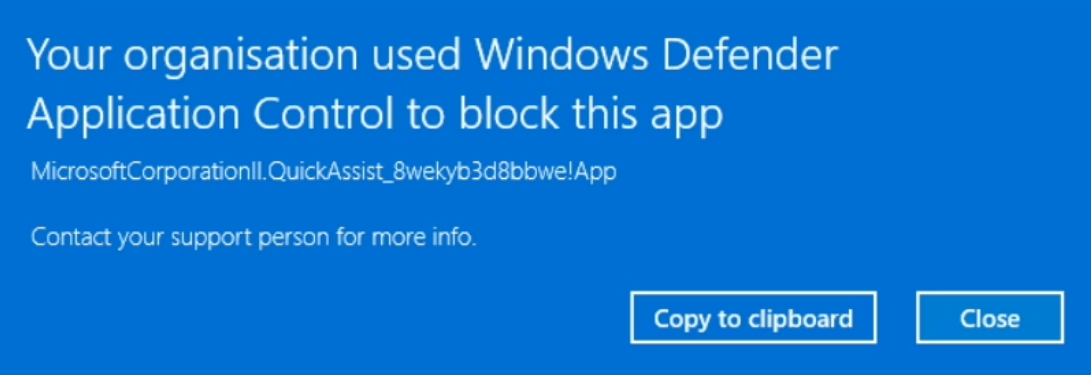 Your organisation used Windows Defender
Application Control to block this app
MicrosoftCorporationII.QuickAssist_8wekyb3d8bbwe!App
Contact your support person for more info.
Copy to clipboard
Close